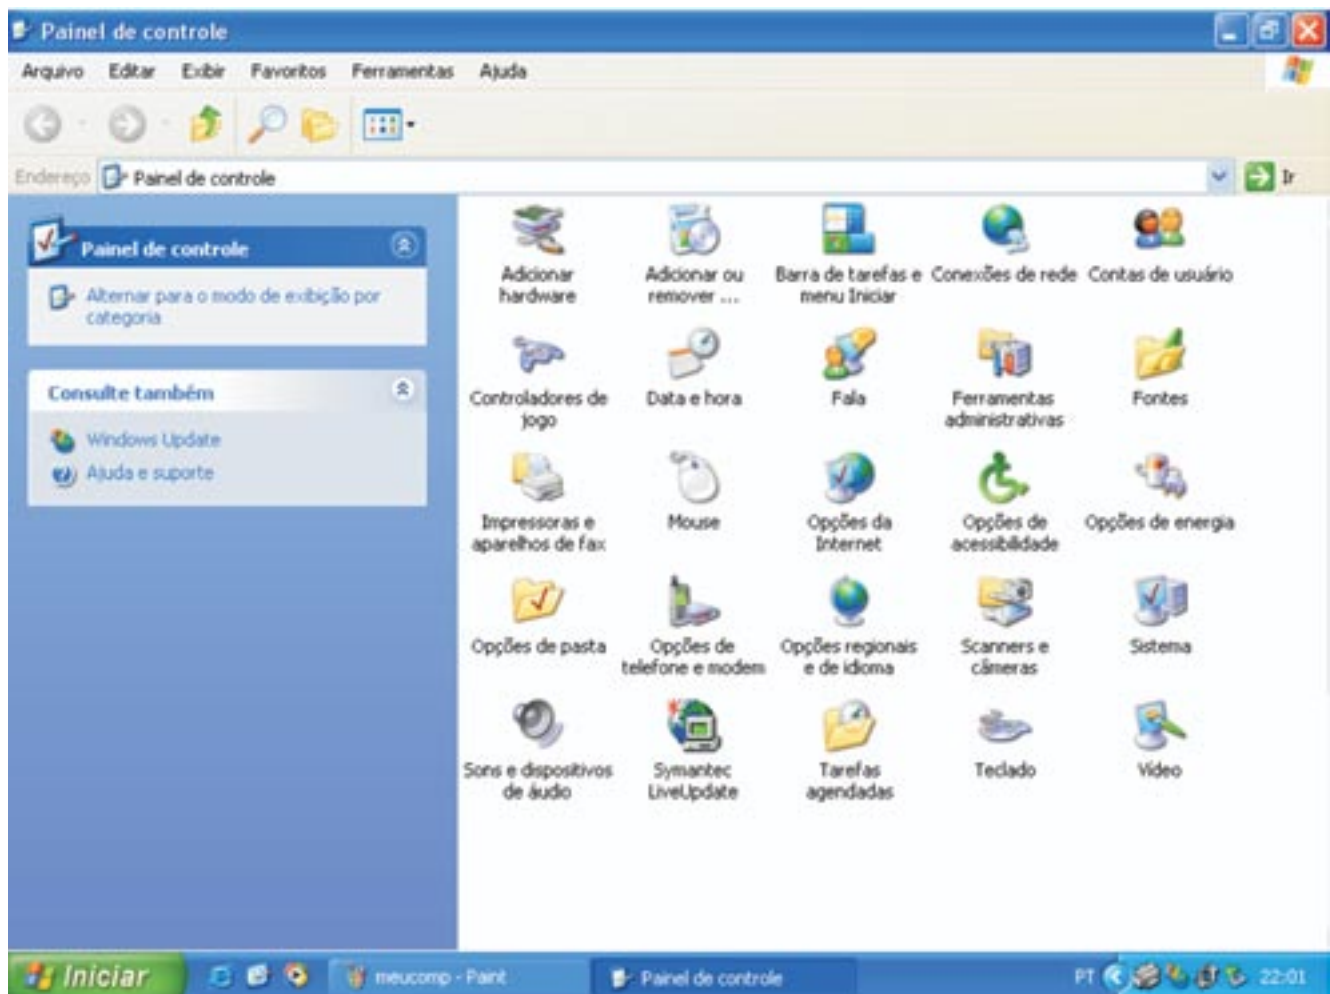 Painel de controle
Arquivo Editar Exibir Favoritos Ferramentas Ajuda
Endereço Painel de controle Ir
Painel de controle
Alternar para o modo de exibição por
categoria
Consulte também
Windows Update
Ajuda e suporte
Adicionar
hardware
Adicionar ou
remover ...
Barra de tarefas e
menu Iniciar
Conexões de rede
Contas de usuário
Controladores de
jogo
Data e hora
Fala
Ferramentas
administrativas
Fontes
Impressoras e
aparelhos de fax
Mouse
Opções da
Internet
Opções de
acessibilidade
Opções de energia
Opções de pasta
Opções de
telefone e modem
Opções regionais
e de idioma
Scanners e
câmeras
Sistema
Sons e dispositivos
de áudio
Symantec
LiveUpdate
Tarefas
agendadas
Teclado
Vídeo
Iniciar meucomp - Paint Painel de controle PT 22:01